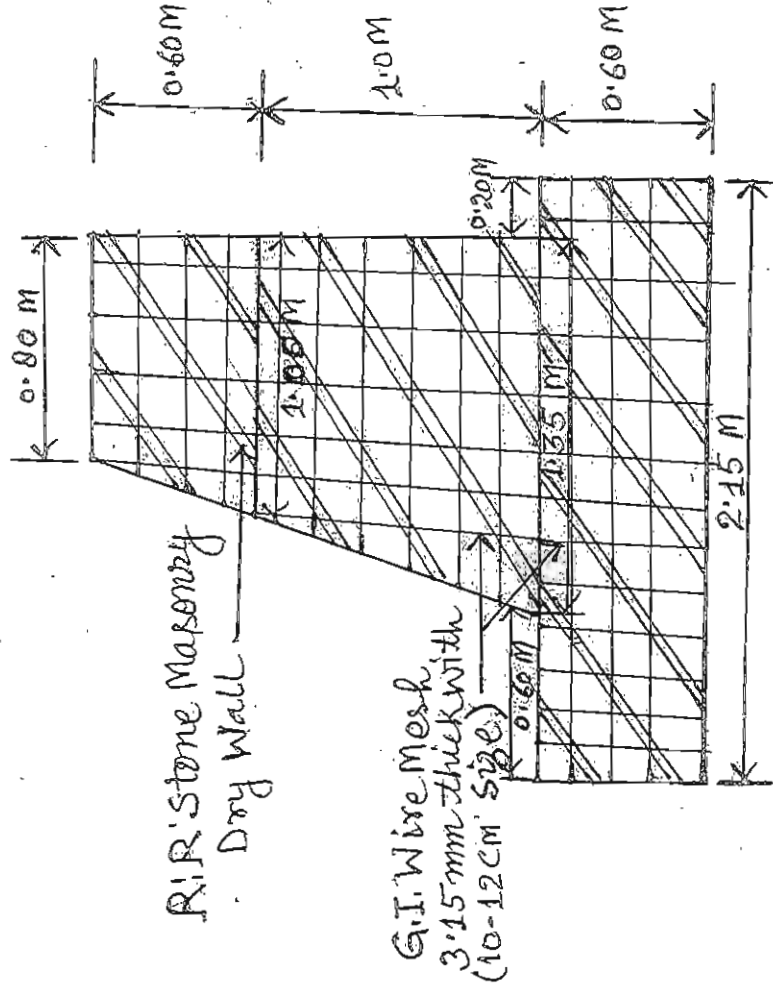 0.80 M
0.60 M
R.R. Stone Masonry
Dry Wall
1.00 M
1.0 M
G.I. Wire Mesh
3.15 mm thick with
(10-12 cm size)
0.20 M
0.60 M
1.35 M
0.60 M
2.15 M